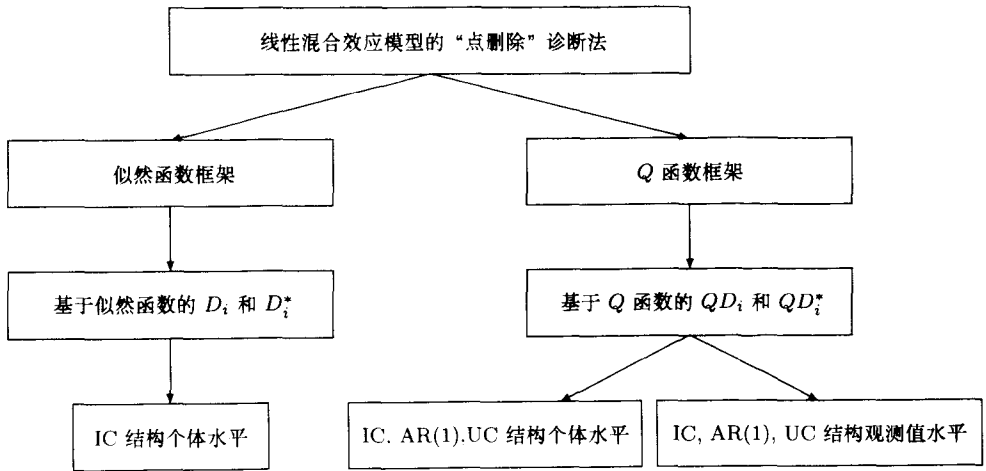 线性混合效应模型的“点删除”诊断法
似然函数框架
Q 函数框架
基于似然函数的 D_i 和 D_i^*
基于 Q 函数的 QD_i 和 QD_i^*
IC 结构个体水平
IC. AR(1).UC 结构个体水平
IC, AR(1), UC 结构观测值水平